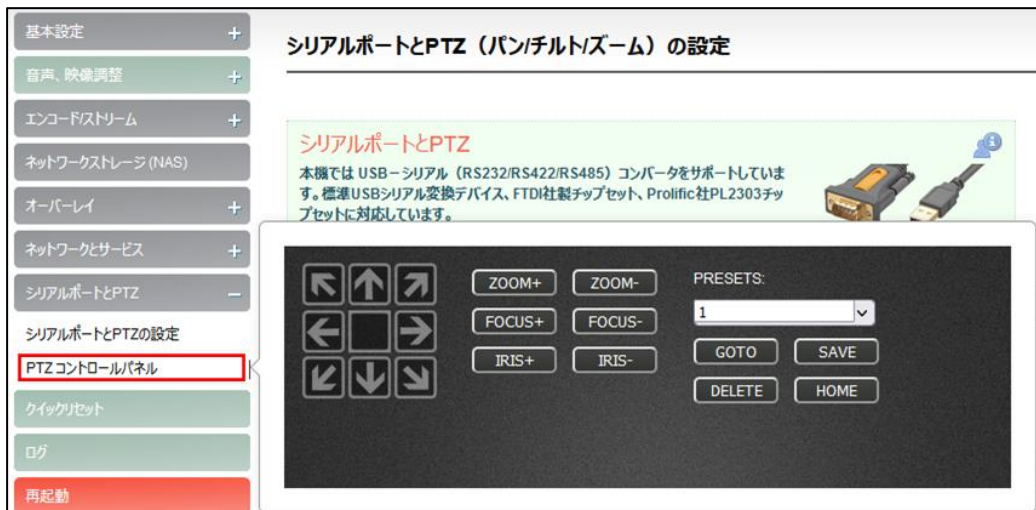 基本設定 +
音声、映像調整 +
エンコード/ストリーム +
ネットワークストレージ (NAS)
オーバーレイ +
ネットワークとサービス +
シリアルポートとPTZ −
シリアルポートとPTZの設定
PTZ コントロールパネル
クイックリセット
ログ
再起動
シリアルポートとPTZ（パン/チルト/ズーム）の設定
シリアルポートとPTZ
本機では USB－シリアル（RS232/RS422/RS485）コンバータをサポートしていま
す。標準USBシリアル変換デバイス、FTDI社製チップセット、Prolific社PL2303チッ
プセットに対応しています。
ZOOM+ ZOOM-
FOCUS+ FOCUS-
IRIS+ IRIS-
PRESETS:
1
GOTO SAVE
DELETE HOME